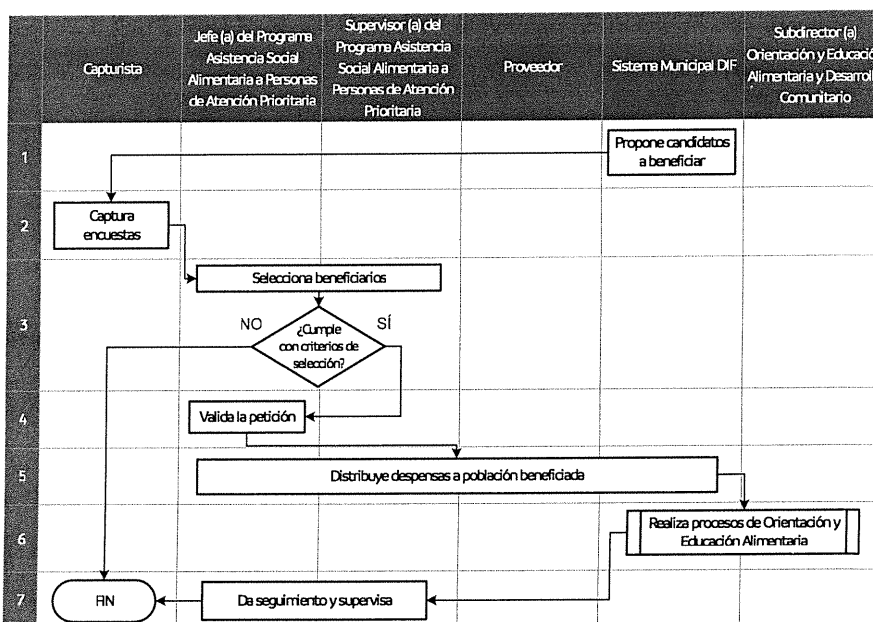 Capturista
Jefe (a) del Programa
Asistencia Social
Alimentaria a Personas
de Atención Prioritaria
Supervisor (a) del
Programa Asistencia
Social Alimentaria a
Personas de Atención
Prioritaria
Proveedor
Sistema Municipal DIF
Subdirector (a)
Orientación y Educació
Alimentaria y Desarroll
Comunitario
1
Propone candidatos
a beneficiar
2
Captura
encuestas
3
Selecciona beneficiarios
NO
¿Cumple
con criterios de
selección?
SÍ
4
Valida la petición
5
Distribuye despensas a población beneficiada
6
Realiza procesos de Orientación y
Educación Alimentaria
7
FIN
Da seguimiento y supervisa